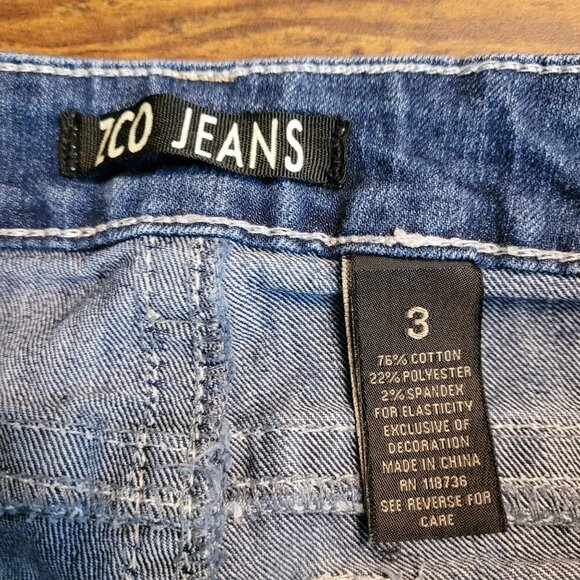 ZCO JEANS
3
76% COTTON
22% POLYESTER
2% SPANDEX
FOR ELASTICITY
EXCLUSIVE OF
DECORATION
MADE IN CHINA
RN 118736
SEE REVERSE FOR
CARE